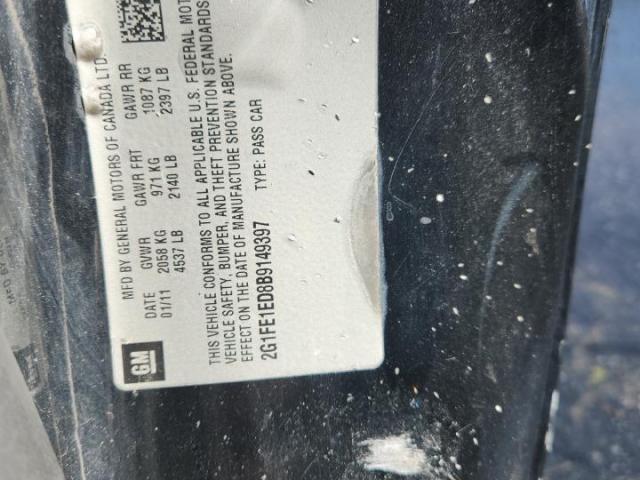 MFD BY GENERAL MOTORS OF CANADA LTD.
DATE GVWR GAWR FRT GAWR RR
01/11 2058 KG 971 KG 1087 KG
4537 LB 2140 LB 2397 LB
THIS VEHICLE CONFORMS TO ALL APPLICABLE U.S. FEDERAL MOT
VEHICLE SAFETY, BUMPER, AND THEFT PREVENTION STANDARDS
EFFECT ON THE DATE OF MANUFACTURE SHOWN ABOVE.
2G1FE1ED8B9149397 TYPE: PASS CAR
GM